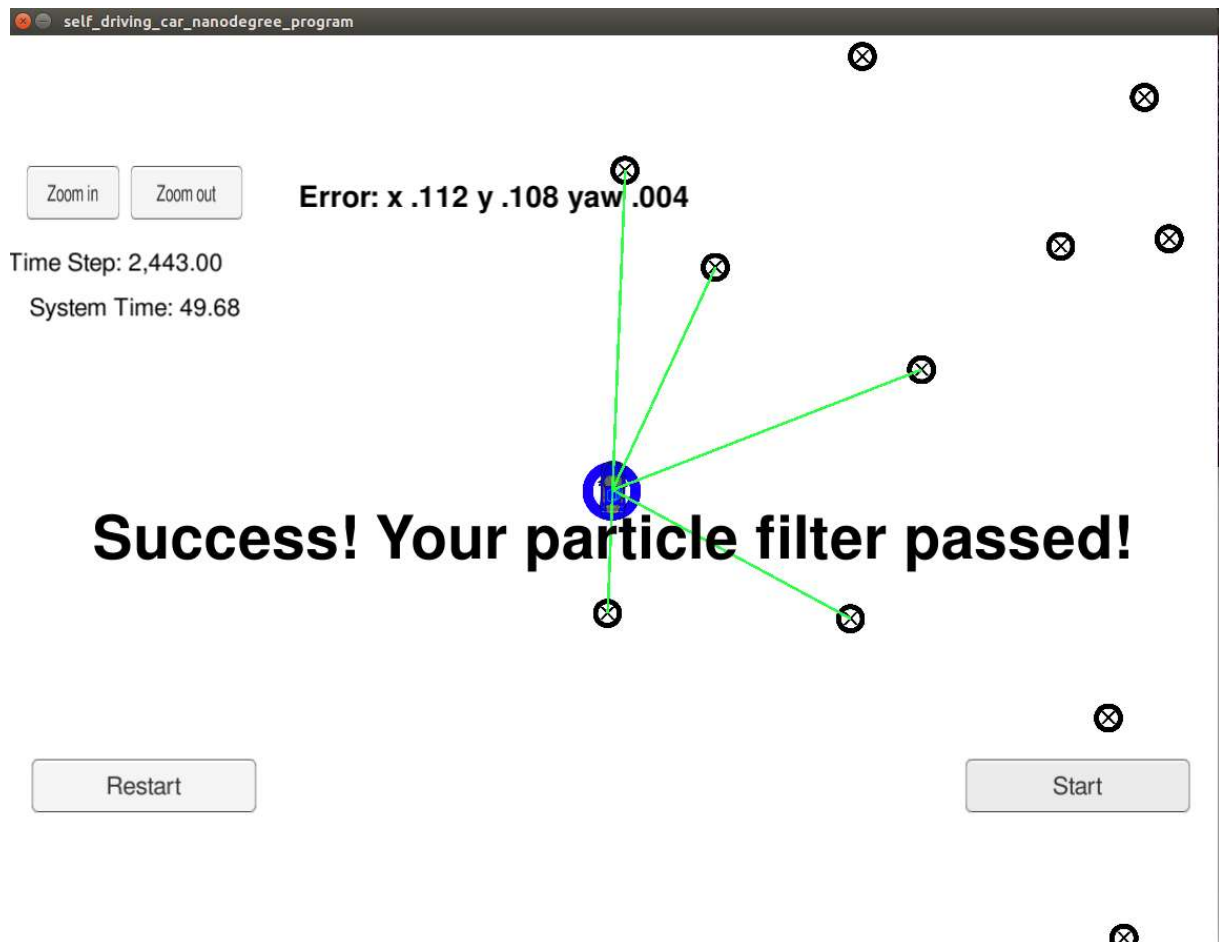 self_driving_car_nanodegree_program
Zoom in
Zoom out
Error: x .112 y .108 yaw .004
Time Step: 2,443.00
System Time: 49.68
Success! Your particle filter passed!
Restart
Start